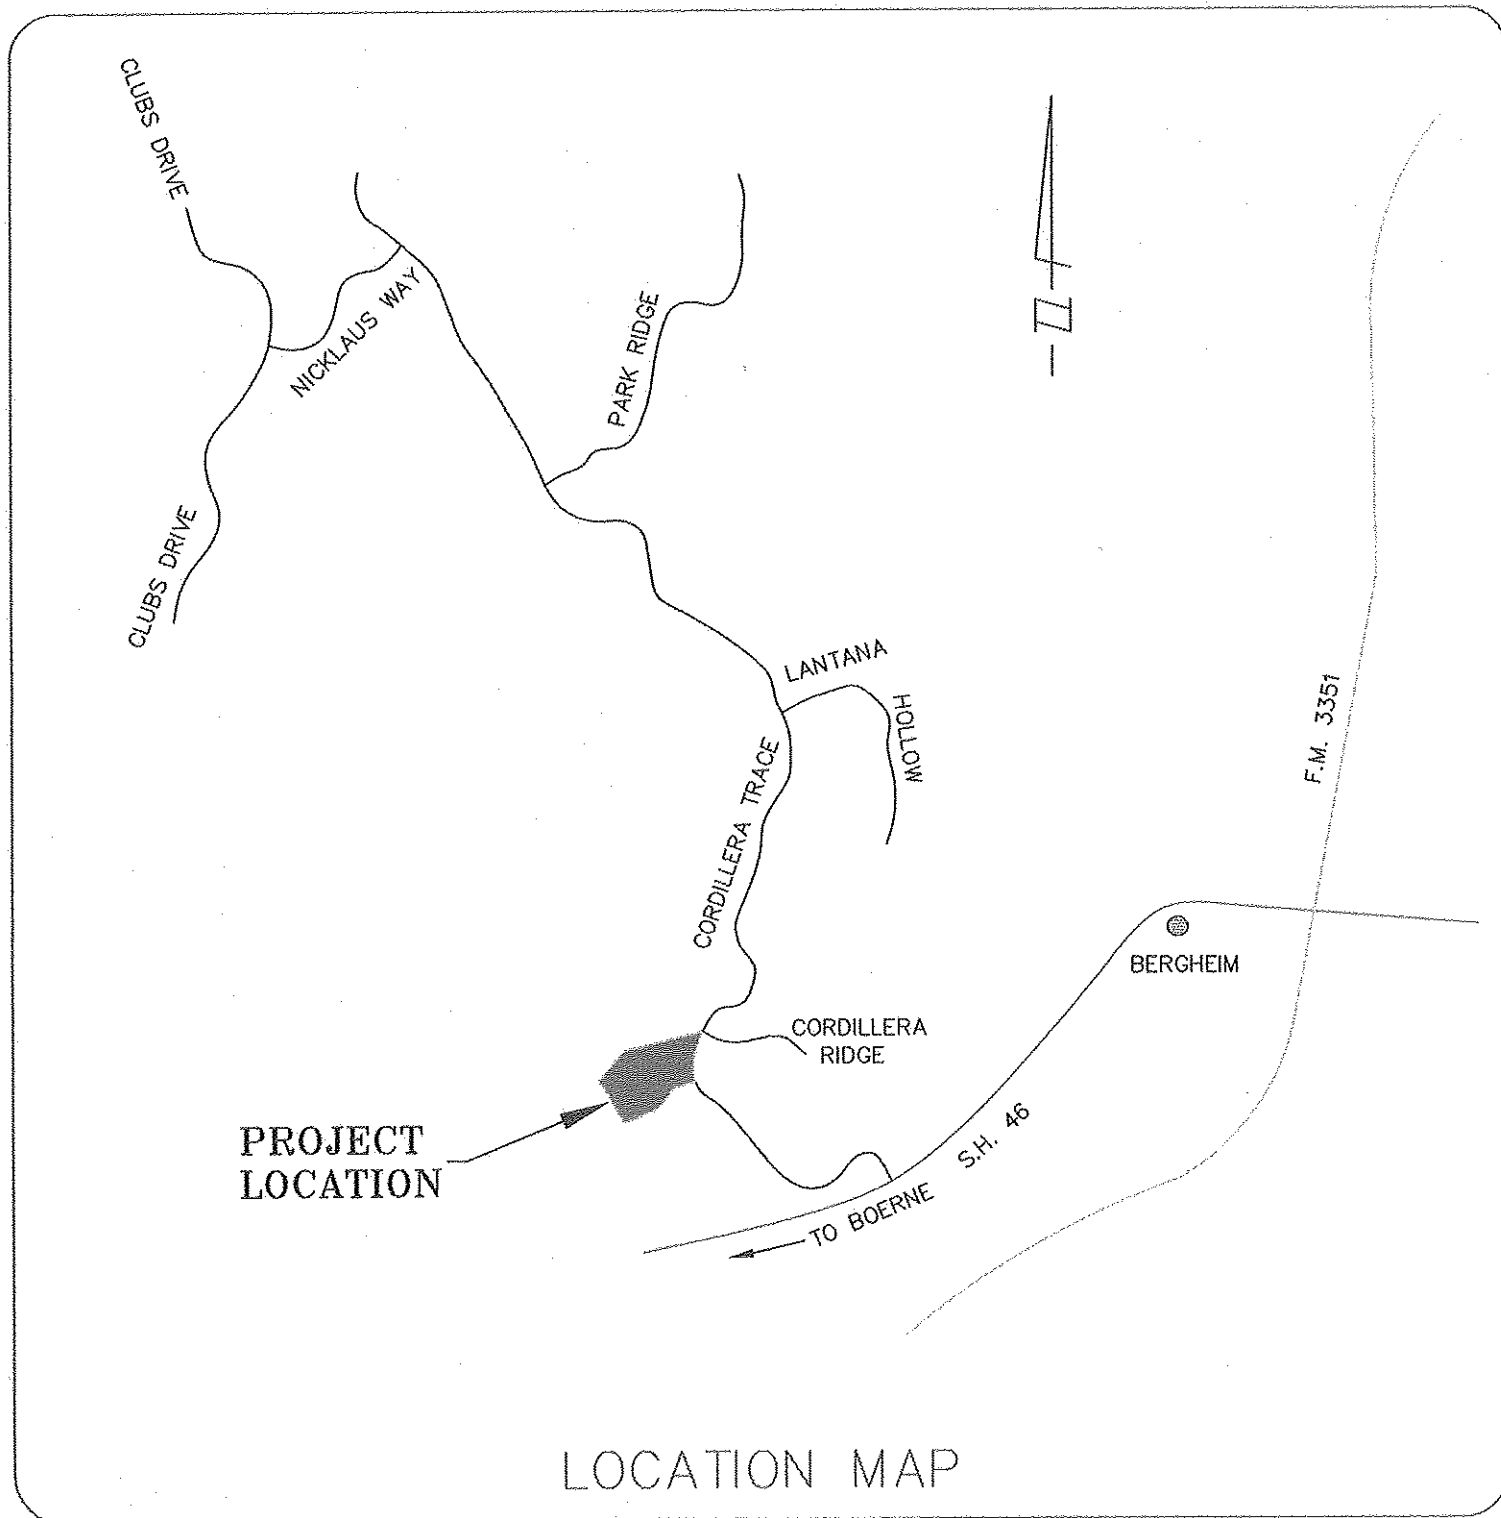 CLUBS DRIVE
NICKLAUS WAY
PARK RIDGE
N
CLUBS DRIVE
LANTANA
HOLLOW
F.M. 3351
CORDILLERA TRACE
BERGHEIM
CORDILLERA
RIDGE
PROJECT
LOCATION
S.H. 46
TO BOERNE
LOCATION MAP